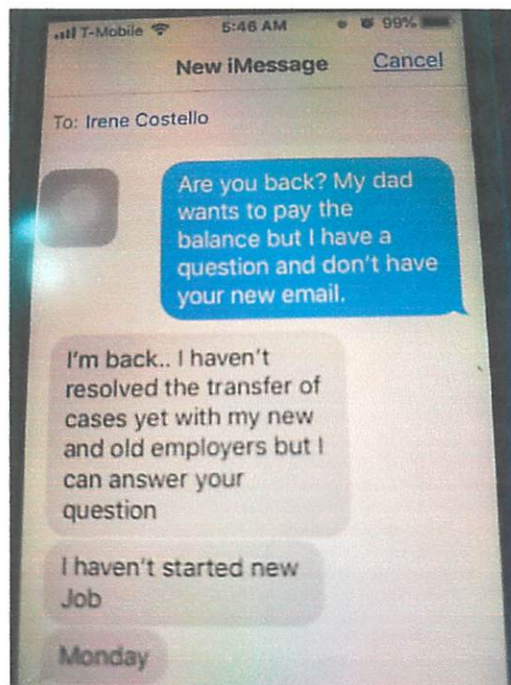 T-Mobile 5:46 AM 99%
New iMessage Cancel
To: Irene Costello
Are you back? My dad
wants to pay the
balance but I have a
question and don't have
your new email.
I'm back.. I haven't
resolved the transfer of
cases yet with my new
and old employers but I
can answer your
question
I haven't started new
Job
Monday